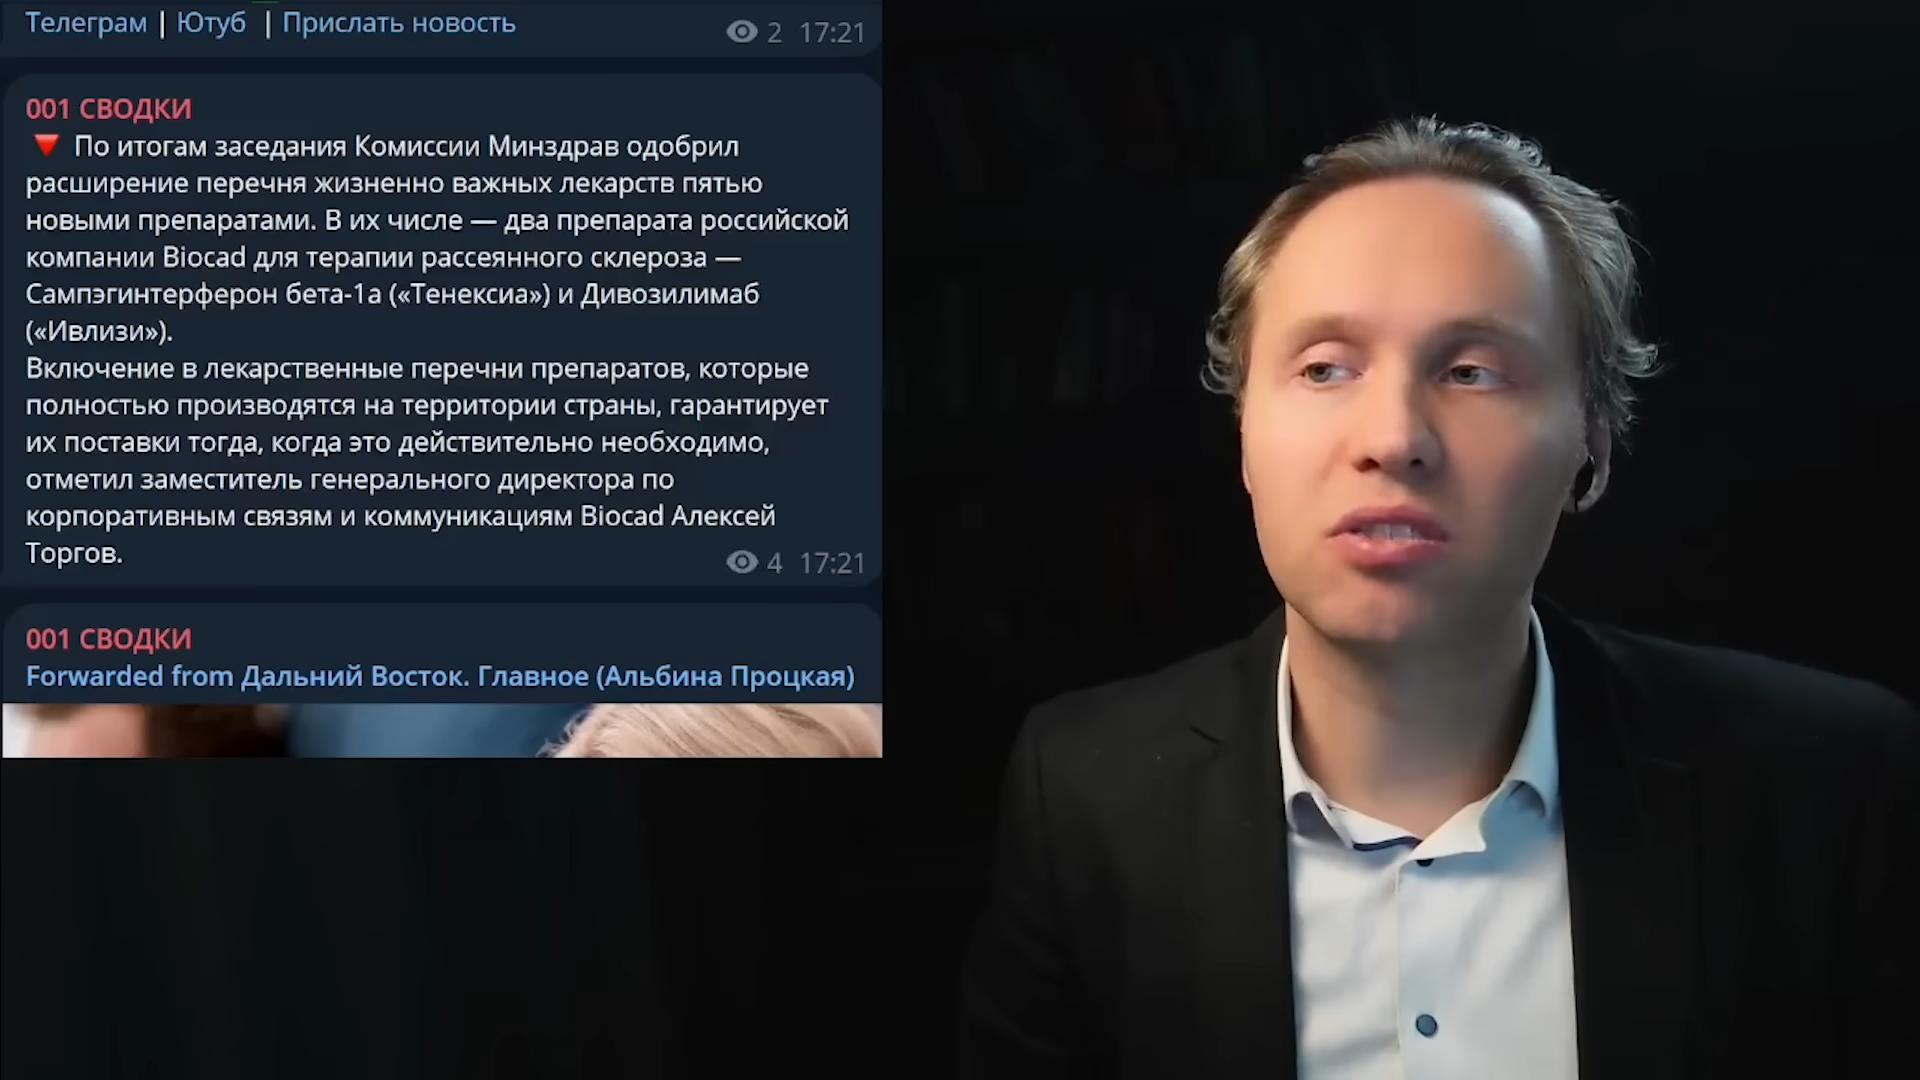 Телеграм | Ютуб | Прислать новость
2 17:21
001 СВОДКИ
По итогам заседания Комиссии Минздрав одобрил
расширение перечня жизненно важных лекарств пятью
новыми препаратами. В их числе — два препарата российской
компании Biocad для терапии рассеянного склероза —
Сампэгинтерферон бета-1а («Тенексиа») и Дивозилимаб
(«Ивлизи»).
Включение в лекарственные перечни препаратов, которые
полностью производятся на территории страны, гарантирует
их поставки тогда, когда это действительно необходимо,
отметил заместитель генерального директора по
корпоративным связям и коммуникациям Biocad Алексей
Торгов.
4 17:21
001 СВОДКИ
Forwarded from Дальний Восток. Главное (Альбина Процкая)